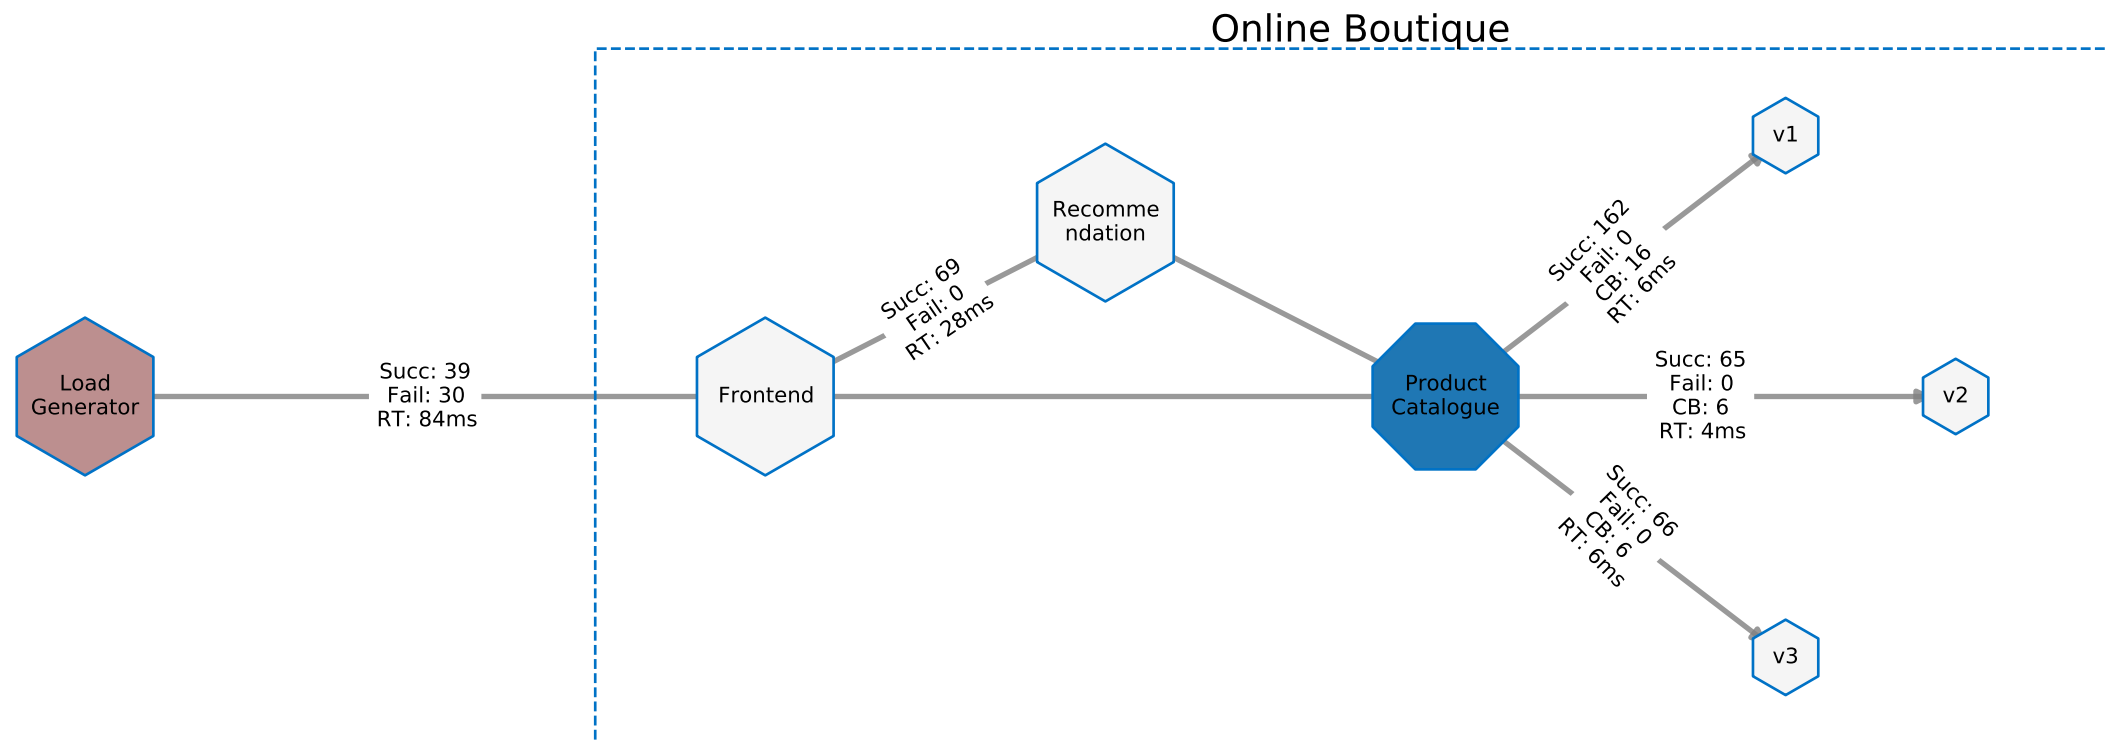 Online Boutique
Load
Generator
Succ: 39
Fail: 30
RT: 84ms
Frontend
Succ: 69
Fail: 0
RT: 28ms
Recomme
ndation
Product
Catalogue
Succ: 162
Fail: 0
CB: 16
RT: 6ms
v1
Succ: 65
Fail: 0
CB: 6
RT: 4ms
v2
Succ: 66
Fail: 0
CB: 6
RT: 6ms
v3